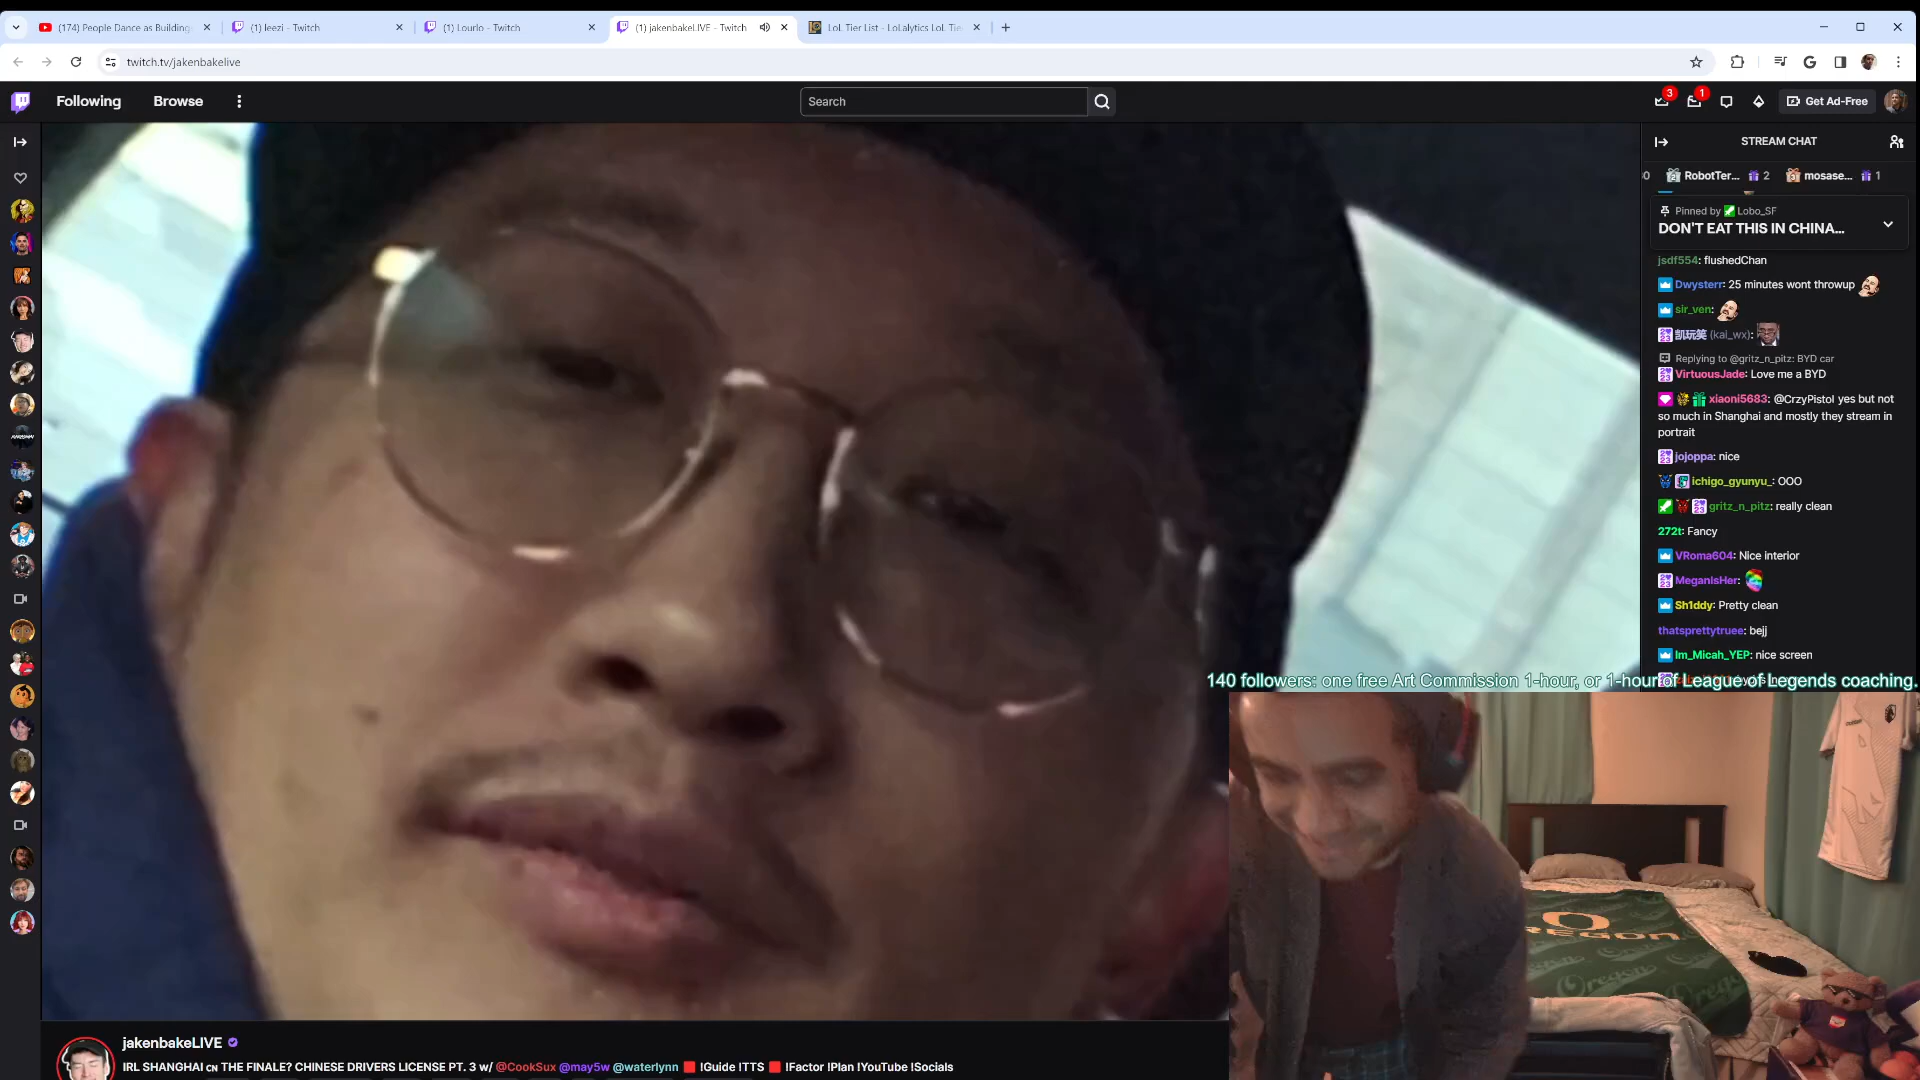 (174) People Dance as Building
(1) leezi - Twitch
(1) Lourlo - Twitch
(1) jakenbakeLIVE - Twitch
LoL Tier List - LoLalytics LoL Tie
twitch.tv/jakenbakelive
Following
Browse
Search
3
1
Get Ad-Free
STREAM CHAT
RobotTer... 2
mosase... 1
Pinned by Lobo_SF
DON'T EAT THIS IN CHINA...
jsdf554: flushedChan
Dwysterr: 25 minutes wont throwup
sir_ven:
凯玩笑 (kai_wx):
Replying to @gritz_n_pitz: BYD car
VirtuousJade: Love me a BYD
xiaoni5683: @CrzyPistol yes but not
so much in Shanghai and mostly they stream in
portrait
jojoppa: nice
ichigo_gyunyu_: OOO
gritz_n_pitz: really clean
272t: Fancy
VRoma604: Nice interior
MeganIsHer:
Sh1ddy: Pretty clean
thatsprettytruee: bejj
Im_Micah_YEP: nice screen
140 followers: one free Art Commission 1-hour, or 1-hour of League of Legends coaching.
OREGON
Oregon
jakenbakeLIVE
IRL SHANGHAI CN THE FINALE? CHINESE DRIVERS LICENSE PT. 3 w/ @CookSux @may5w @waterlynn !Guide !TTS !Factor !Plan !YouTube !Socials